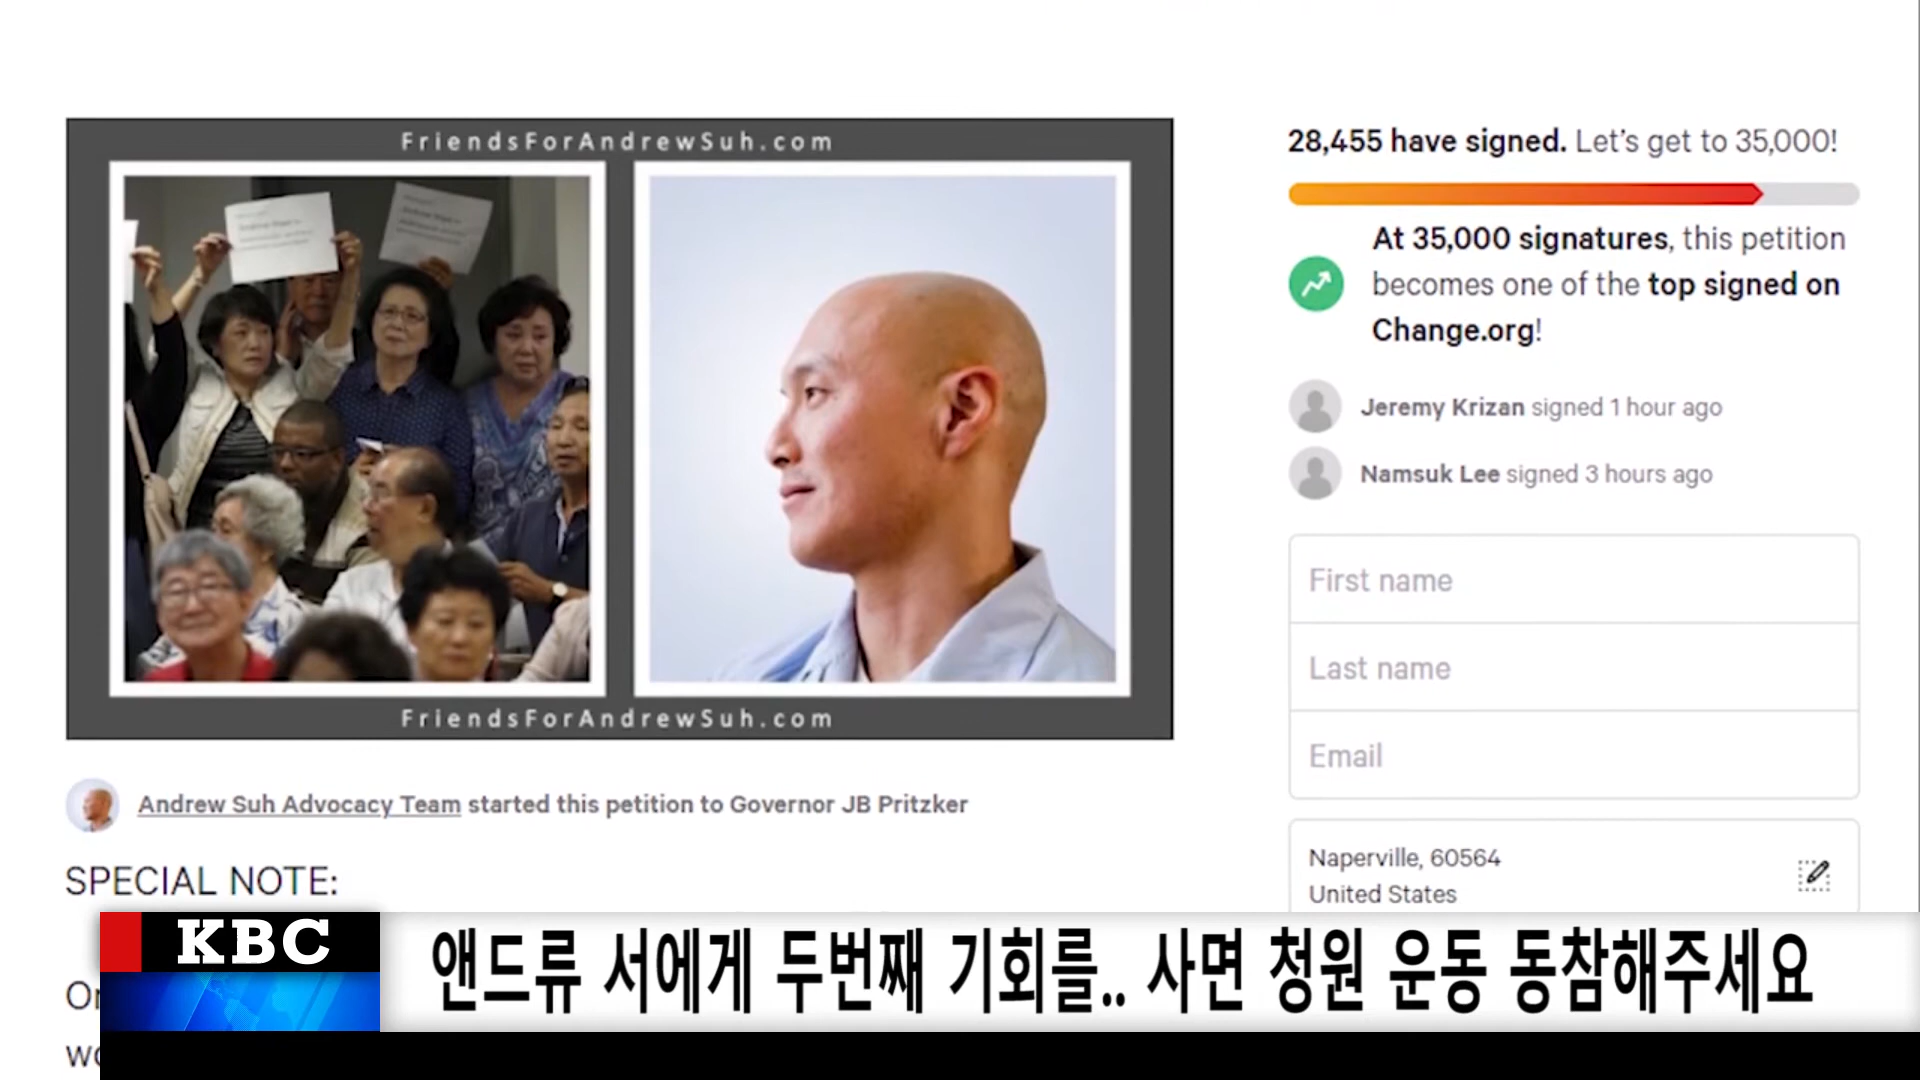 FriendsForAndrewSuh.com
FriendsForAndrewSuh.com
Andrew Suh Advocacy Team started this petition to Governor JB Pritzker
SPECIAL NOTE:
28,455 have signed. Let's get to 35,000!
At 35,000 signatures, this petition
becomes one of the top signed on
Change.org!
Jeremy Krizan signed 1 hour ago
Namsuk Lee signed 3 hours ago
First name
Last name
Email
Naperville, 60564
United States
KBC
앤드류 서에게 두번째 기회를.. 사면 청원 운동 동참해주세요